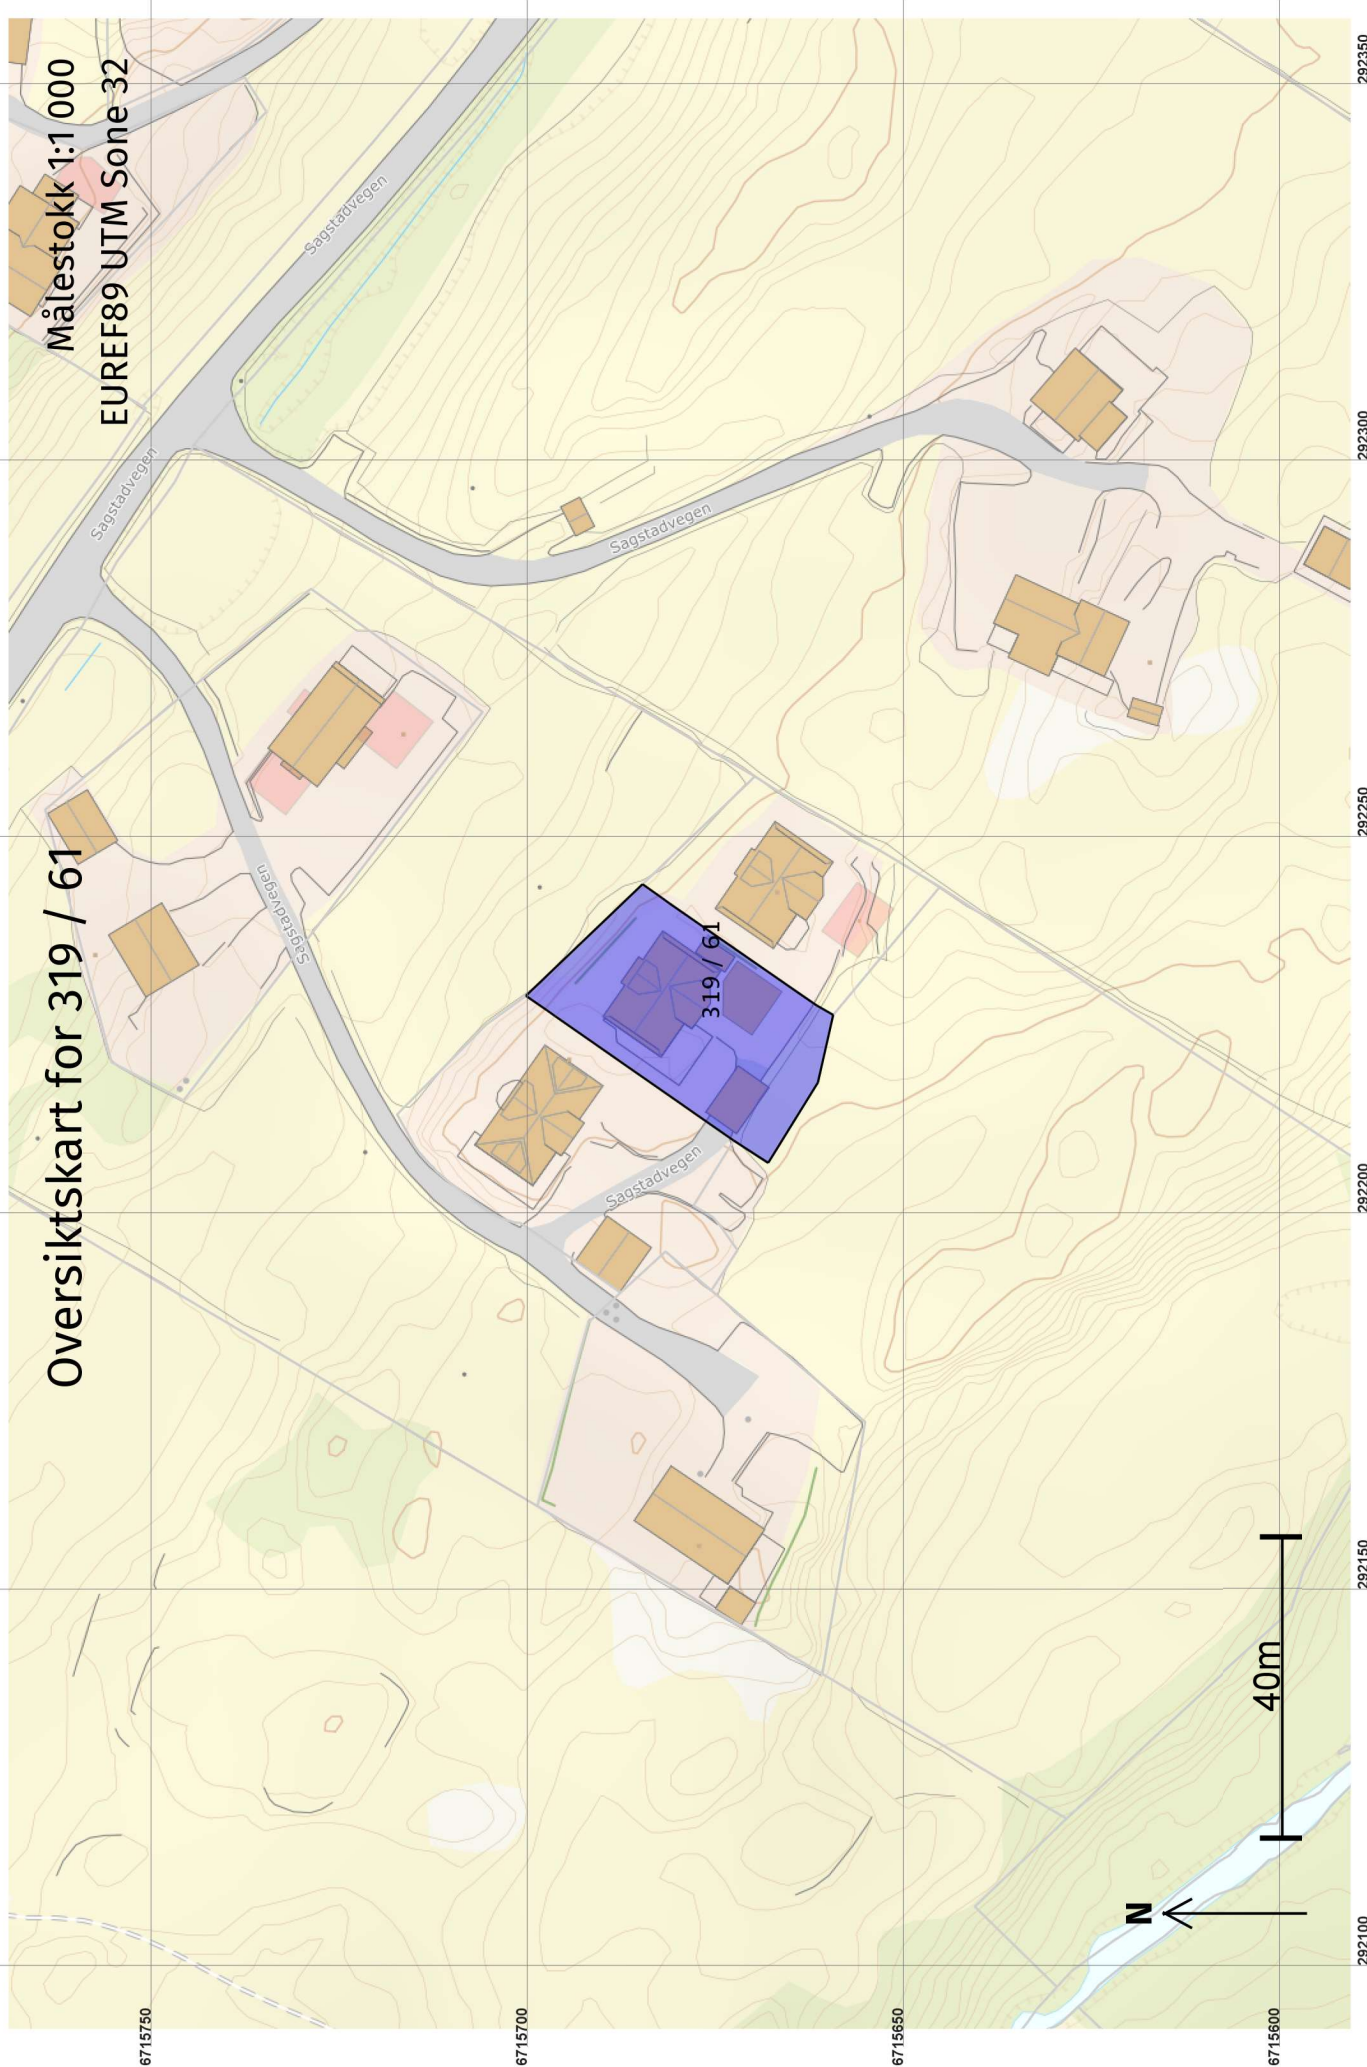 Oversiktskart for 319 / 61
Målestokk 1:1 000
EUREF89 UTM Sone 32
Sagstadvegen
Sagstadvegen
Sagstadvegen
Sagstadvegen
Sagstadvegen
319 / 61
N
40m
6715750
6715700
6715650
6715600
292100
292150
292200
292250
292300
292350